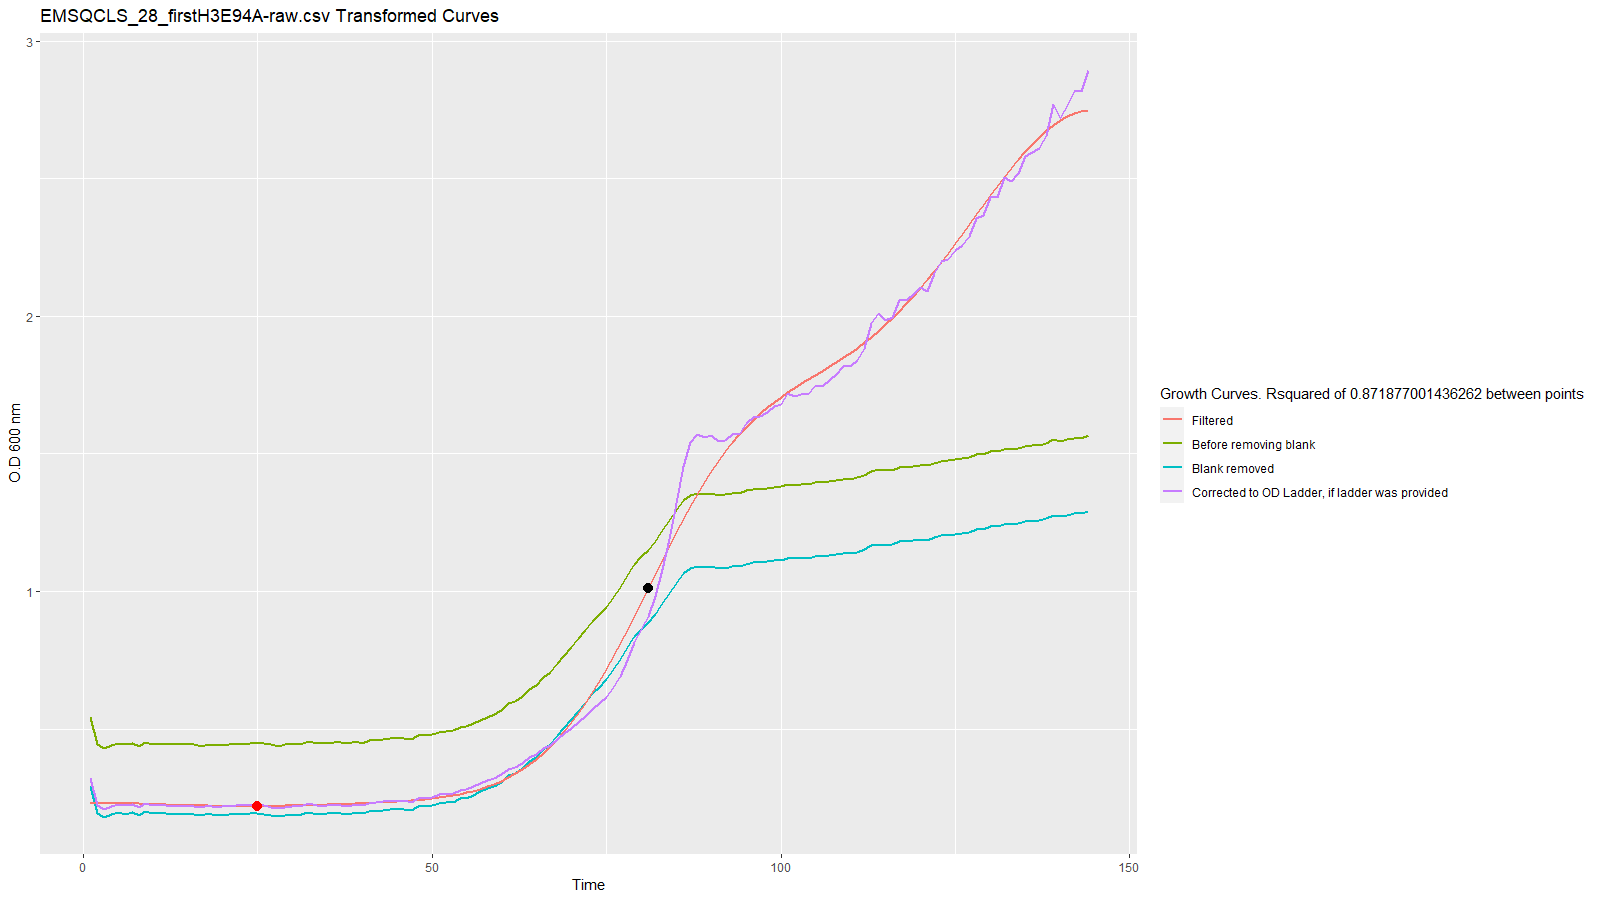 EMSQCLS_28_firstH3E94A-raw.csv Transformed Curves
3
2
1
O.D 600 nm
0
50
100
150
Time
Growth Curves. Rsquared of 0.871877001436262 between points
Filtered
Before removing blank
Blank removed
Corrected to OD Ladder, if ladder was provided